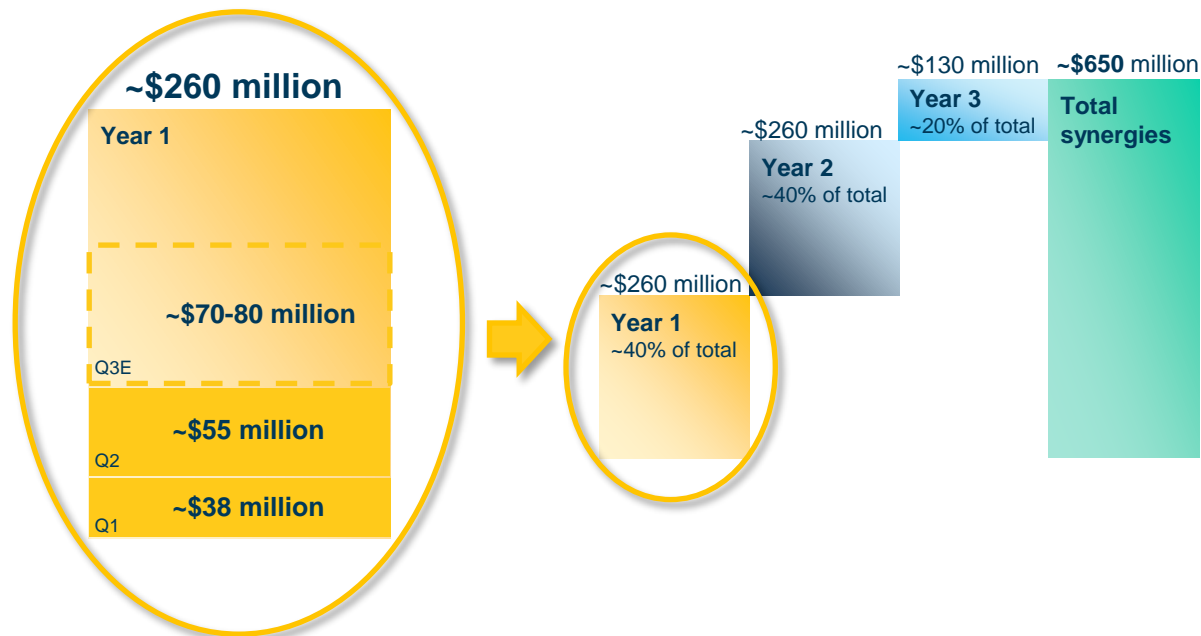 ~$260 million
Year 1
~$70-80 million
Q3E
~$55 million
Q2
~$38 million
Q1
~$260 million
Year 1
~40% of total
~$260 million
Year 2
~40% of total
~$130 million
Year 3
~20% of total
~$650 million
Total
synergies